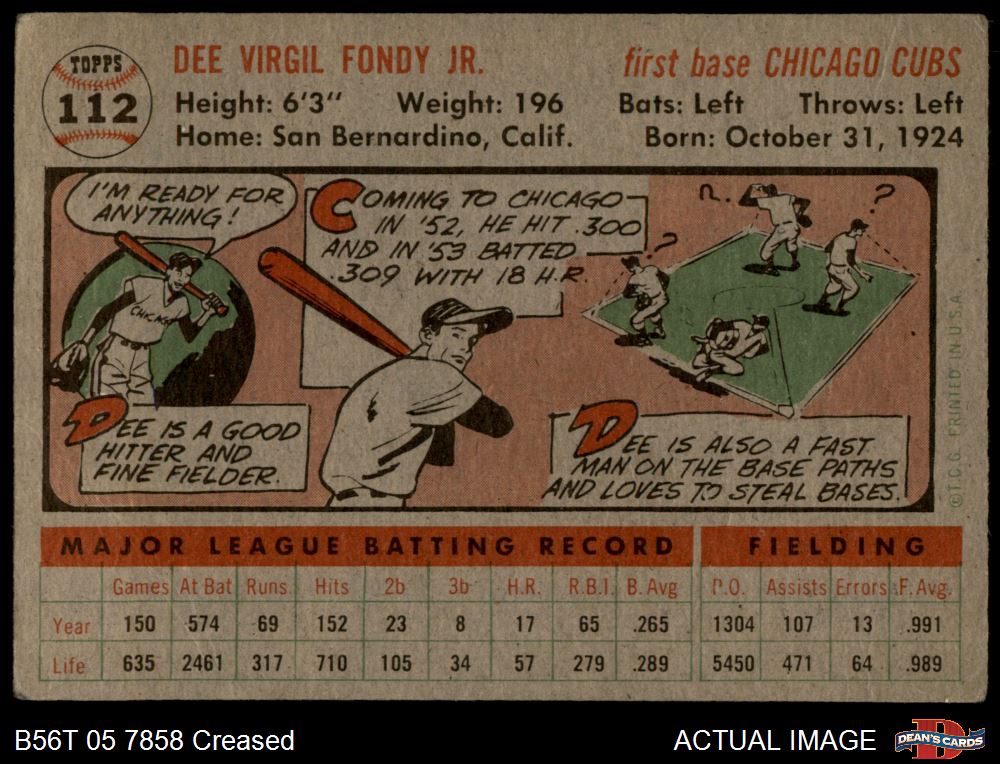 TOPPS
112
DEE VIRGIL FONDY JR.
first base CHICAGO CUBS
Height: 6'3" Weight: 196 Bats: Left Throws: Left
Home: San Bernardino, Calif. Born: October 31, 1924
I'M READY FOR
ANYTHING!
CHICAGO
DEE IS A GOOD
HITTER AND
FINE FIELDER.
COMING TO CHICAGO
IN '52, HE HIT .300
AND IN '53 BATTED
.309 WITH 18 H.R.
? ?
?
DEE IS ALSO A FAST
MAN ON THE BASE PATHS
AND LOVES TO STEAL BASES.
©T.C.G. PRINTED IN U.S.A.
MAJOR LEAGUE BATTING RECORD FIELDING
Games At Bat Runs Hits 2b 3b H.R. R.B.I. B. Avg P.O. Assists Errors F. Avg.
Year 150 574 69 152 23 8 17 65 .265 1304 107 13 .991
Life 635 2461 317 710 105 34 57 279 .289 5450 471 64 .989
B56T 05 7858 Creased
ACTUAL IMAGE
DEAN'S CARDS